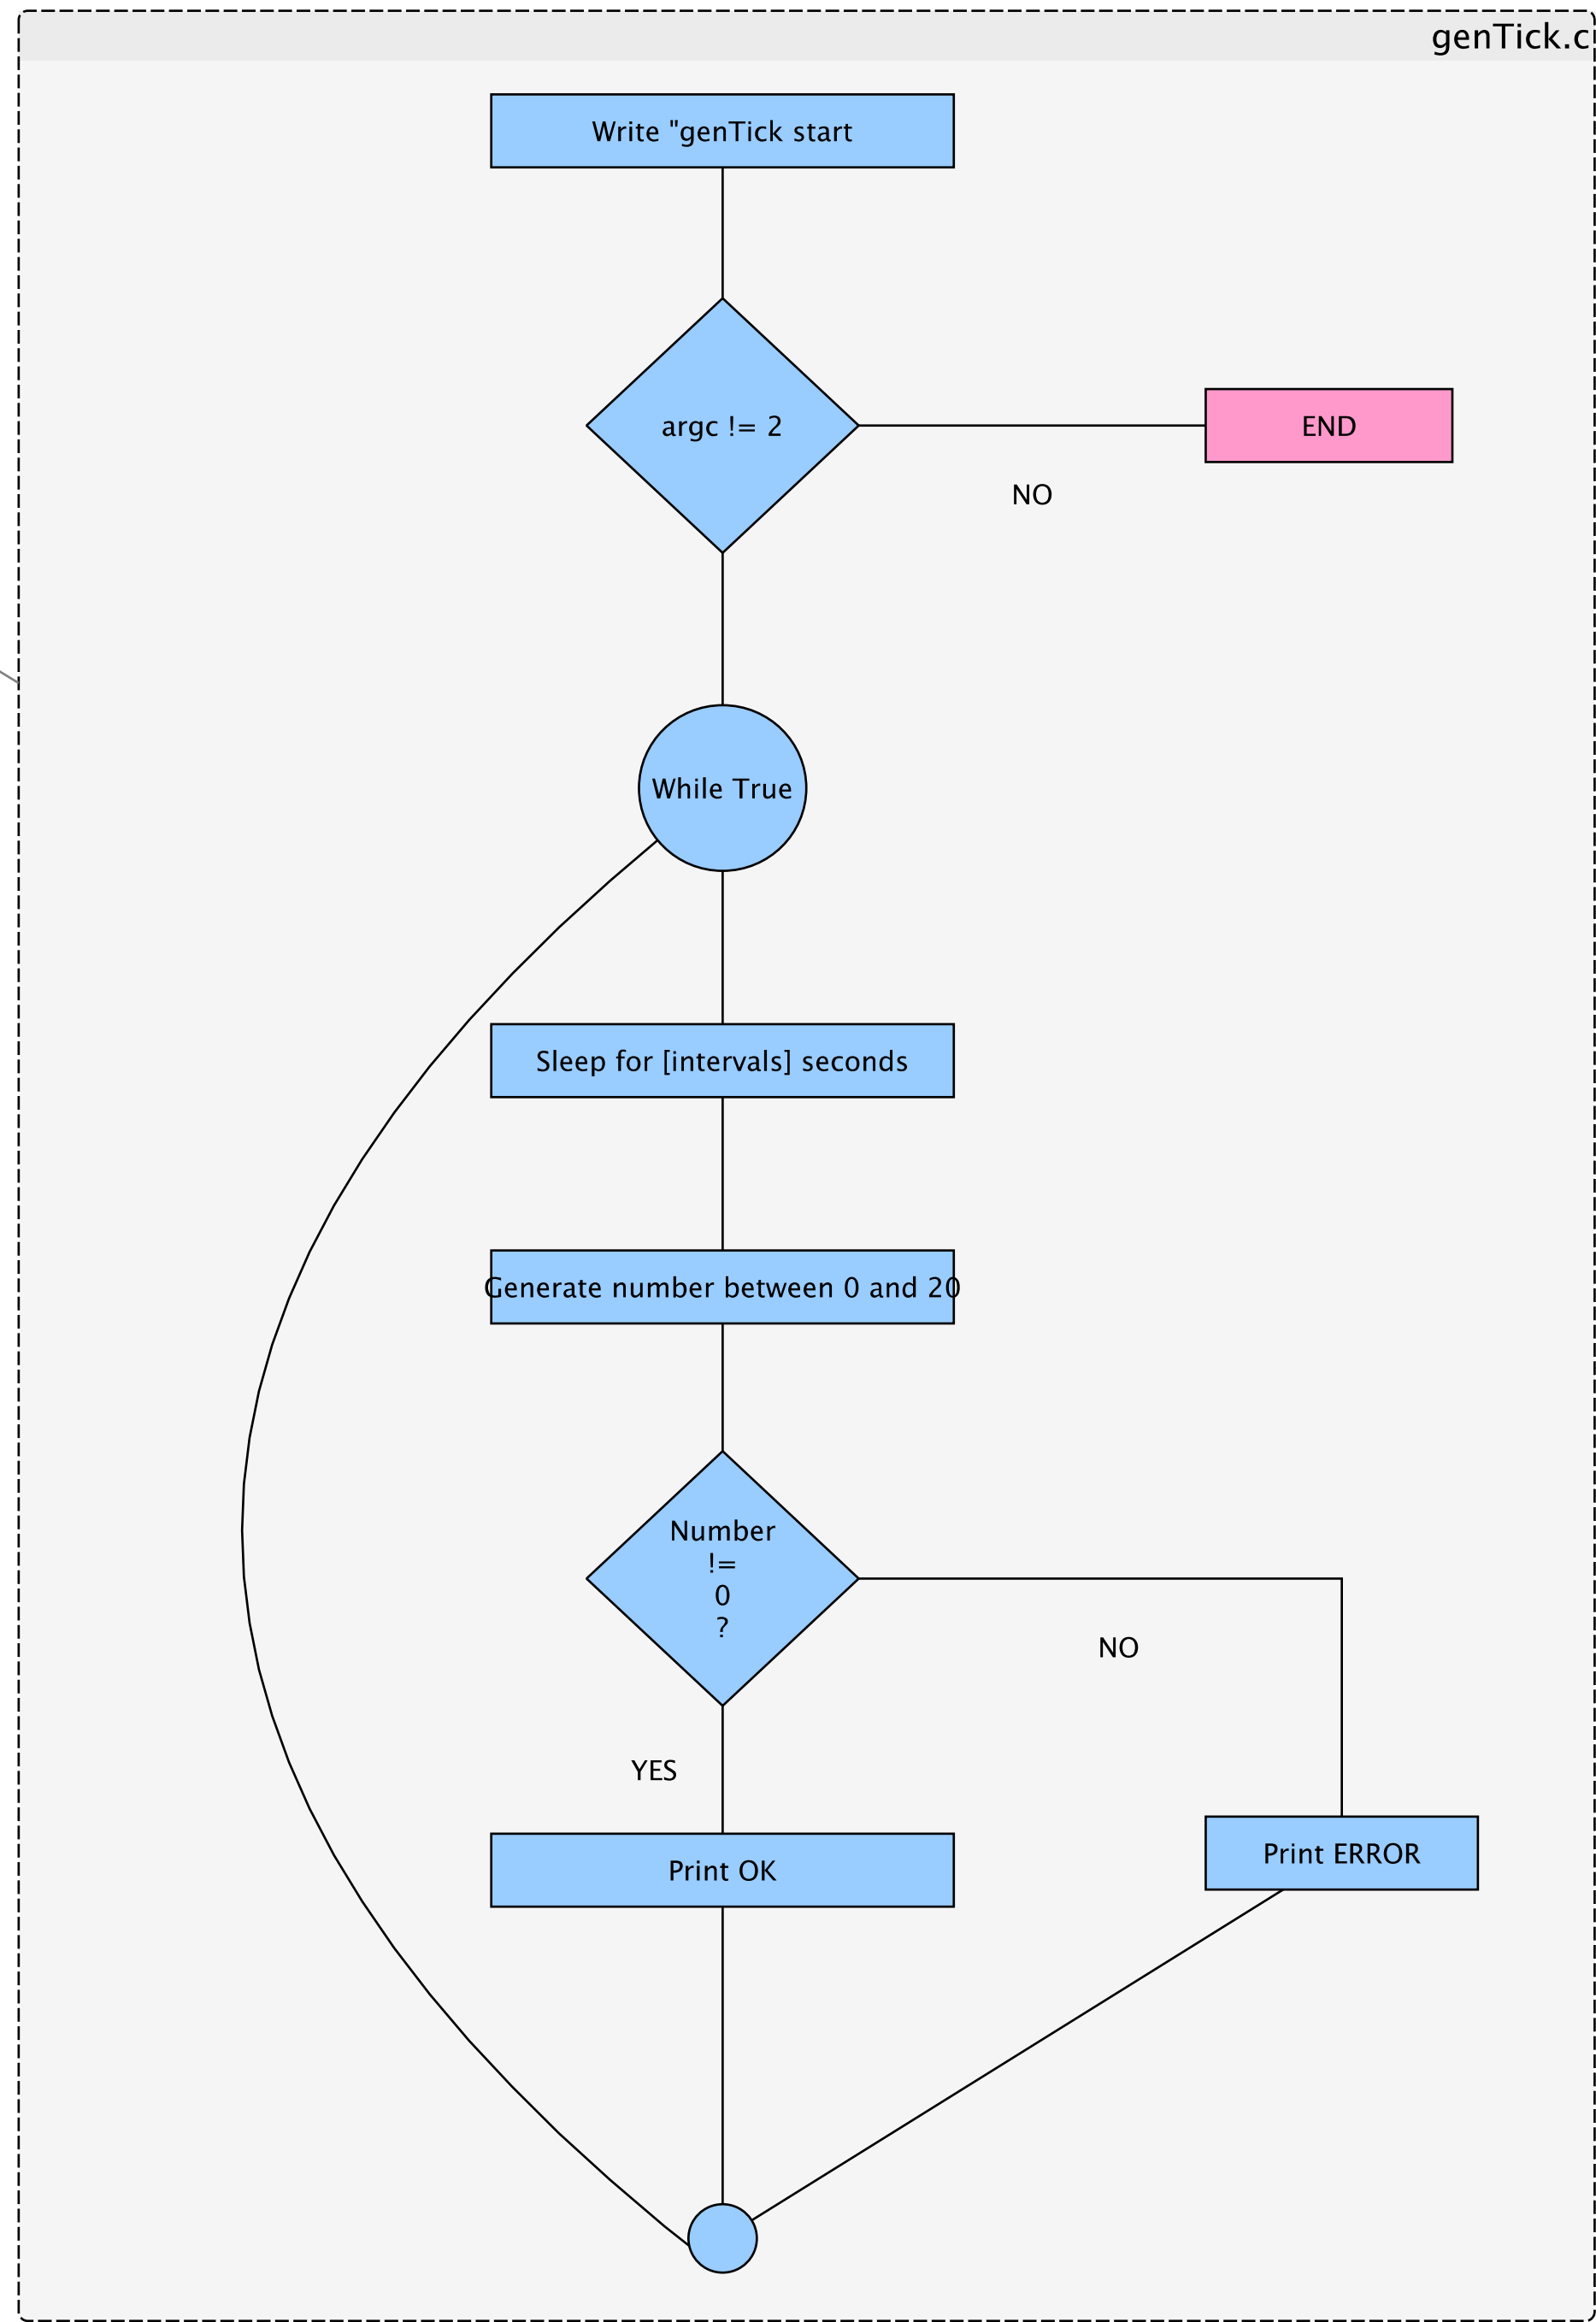 genTick.c
Write "genTick start
argc != 2
END
NO
While True
Sleep for [intervals] seconds
Generate number between 0 and 20
Number
!=
0
?
NO
YES
Print OK
Print ERROR